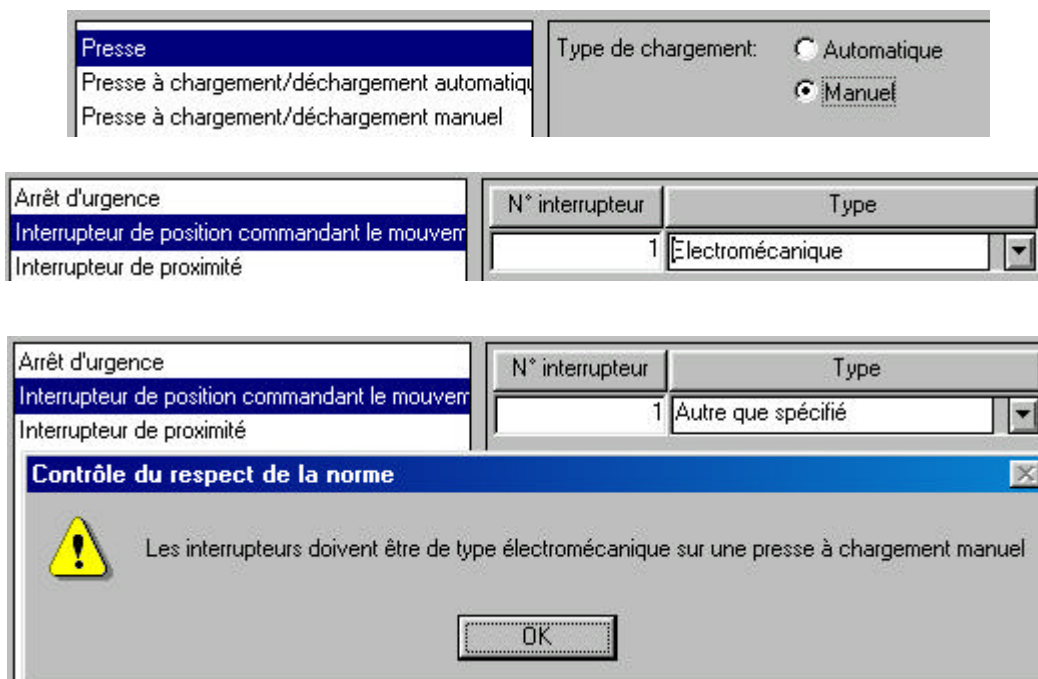 Presse
Type de chargement:
Automatique
Presse à chargement/déchargement automatiqu
Manuel
Presse à chargement/déchargement manuel
Arrêt d'urgence
N° interrupteur
Type
Interrupteur de position commandant le mouvem
1
Electromécanique
Interrupteur de proximité
Arrêt d'urgence
N° interrupteur
Type
Interrupteur de position commandant le mouvem
1
Autre que spécifié
Interrupteur de proximité
Contrôle du respect de la norme
Les interrupteurs doivent être de type électromécanique sur une presse à chargement manuel
OK